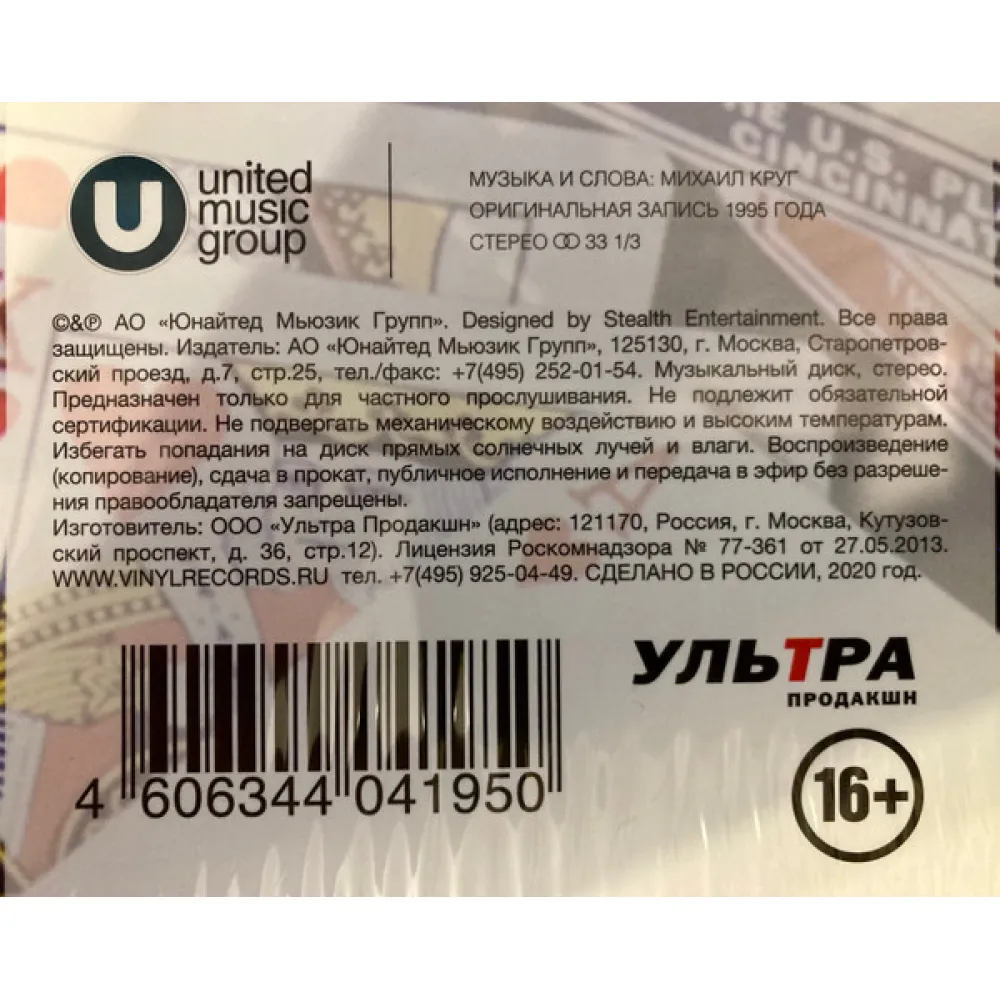 united
music
group
МУЗЫКА И СЛОВА: МИХАИЛ КРУГ
ОРИГИНАЛЬНАЯ ЗАПИСЬ 1995 ГОДА
СТЕРЕО 33 1/3
©&℗ АО «Юнайтед Мьюзик Групп». Designed by Stealth Entertainment. Все права
защищены. Издатель: АО «Юнайтед Мьюзик Групп», 125130, г. Москва, Старопетров-
ский проезд, д.7, стр.25, тел./факс: +7(495) 252-01-54. Музыкальный диск, стерео.
Предназначен только для частного прослушивания. Не подлежит обязательной
сертификации. Не подвергать механическому воздействию и высоким температурам.
Избегать попадания на диск прямых солнечных лучей и влаги. Воспроизведение
(копирование), сдача в прокат, публичное исполнение и передача в эфир без разреше-
ния правообладателя запрещены.
Изготовитель: ООО «Ультра Продакшн» (адрес: 121170, Россия, г. Москва, Кутузов-
ский проспект, д. 36, стр.12). Лицензия Роскомнадзора № 77-361 от 27.05.2013.
WWW.VINYLRECORDS.RU тел. +7(495) 925-04-49. СДЕЛАНО В РОССИИ, 2020 год.
4 606344 041950
УЛЬТРА
ПРОДАКШН
16+
U.S. PL
CINCINNAT